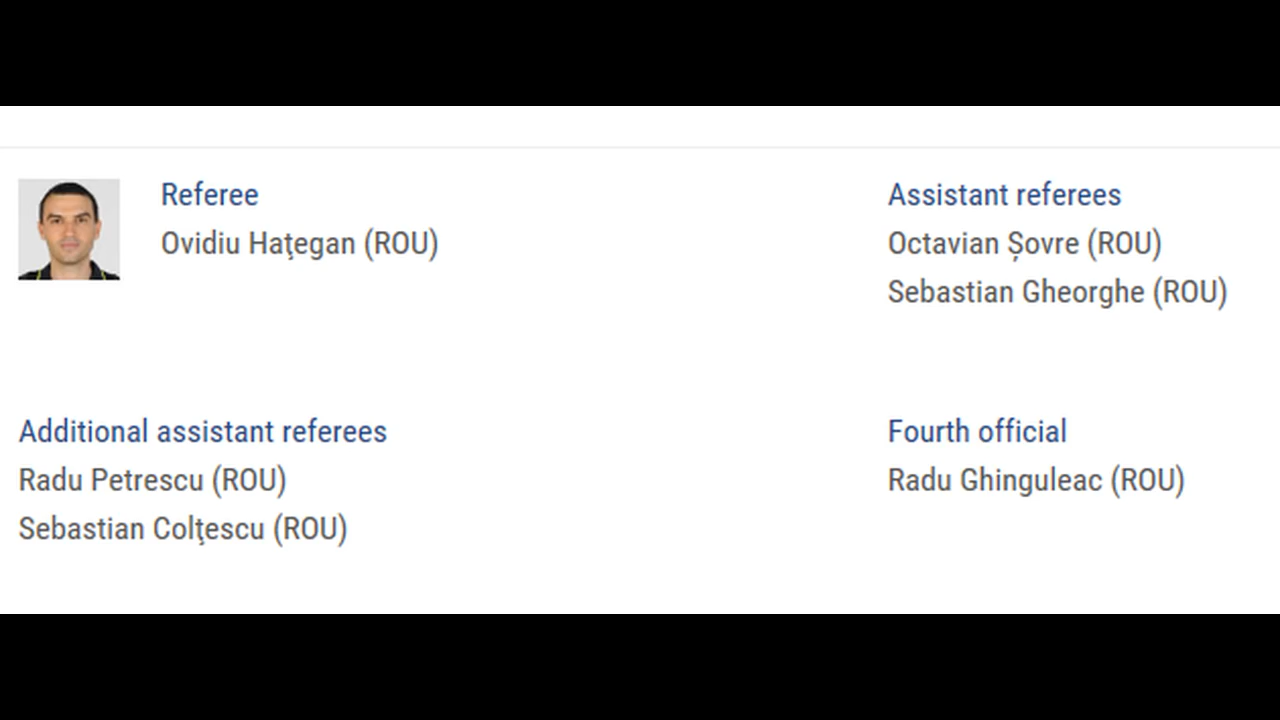 Referee
Ovidiu Haţegan (ROU)
Assistant referees
Octavian Șovre (ROU)
Sebastian Gheorghe (ROU)
Additional assistant referees
Radu Petrescu (ROU)
Sebastian Colţescu (ROU)
Fourth official
Radu Ghinguleac (ROU)